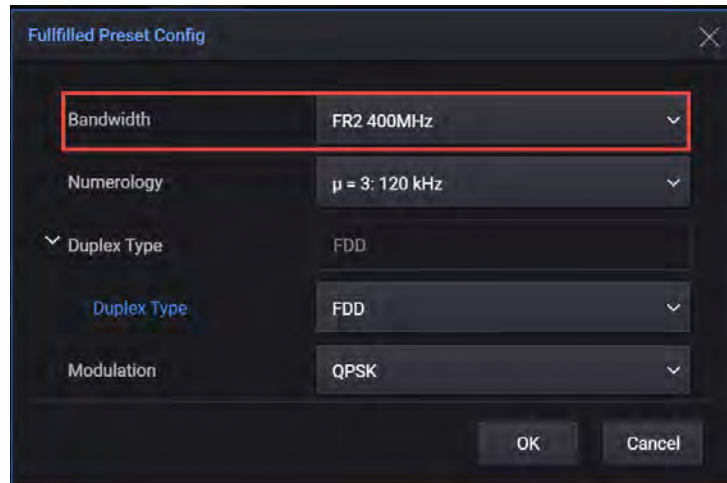 Fullfilled Preset Config
Bandwidth FR2 400MHz
Numerology μ = 3: 120 kHz
Duplex Type FDD
Duplex Type FDD
Modulation QPSK
OK Cancel